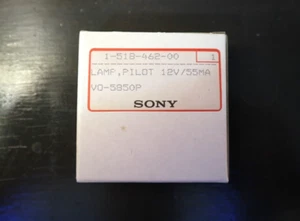 1-518-462-00 1
LAMP,PILOT 12V/55MA
VO-5850P
SONY